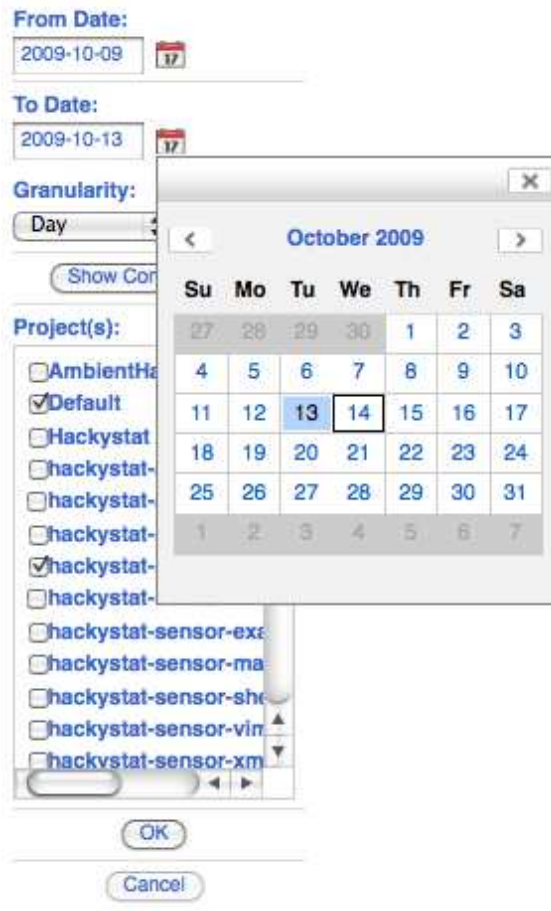 From Date:
2009-10-09
17
To Date:
2009-10-13
17
Granularity:
Day
Show Con
October 2009
Su Mo Tu We Th Fr Sa
27 28 29 30 1 2 3
4 5 6 7 8 9 10
11 12 13 14 15 16 17
18 19 20 21 22 23 24
25 26 27 28 29 30 31
1 2 3 4 5 6 7
Project(s):
AmbientHa
Default
Hackystat
hackystat-
hackystat-
hackystat-
hackystat-
hackystat-
hackystat-sensor-exa
hackystat-sensor-ma
hackystat-sensor-she
hackystat-sensor-vim
hackystat-sensor-xm
OK
Cancel